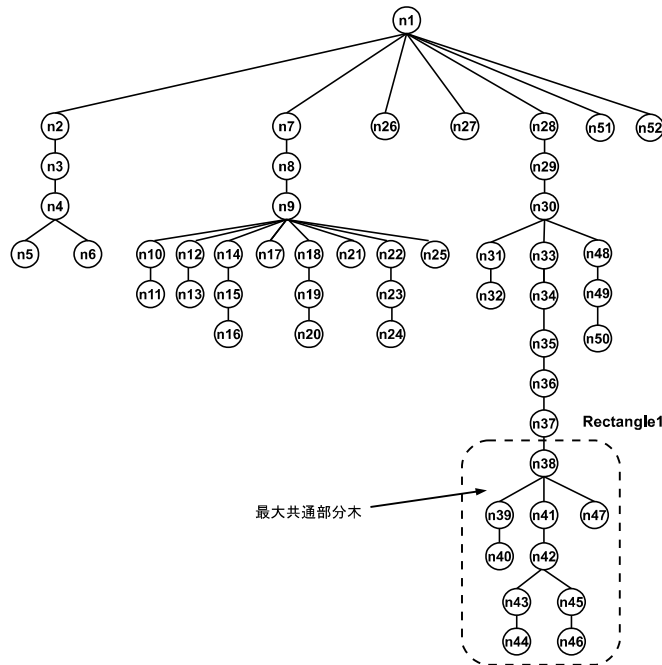 n1
n2 n7 n26 n27 n28 n51 n52
n3 n8 n29
n4 n9 n30
n5 n6 n10 n12 n14 n17 n18 n21 n22 n25 n31 n33 n48
n11 n13 n15 n19 n23 n32 n34 n49
n16 n20 n24 n35 n50
n36
n37
Rectangle1
n38
最大共通部分木
n39 n41 n47
n40 n42
n43 n45
n44 n46